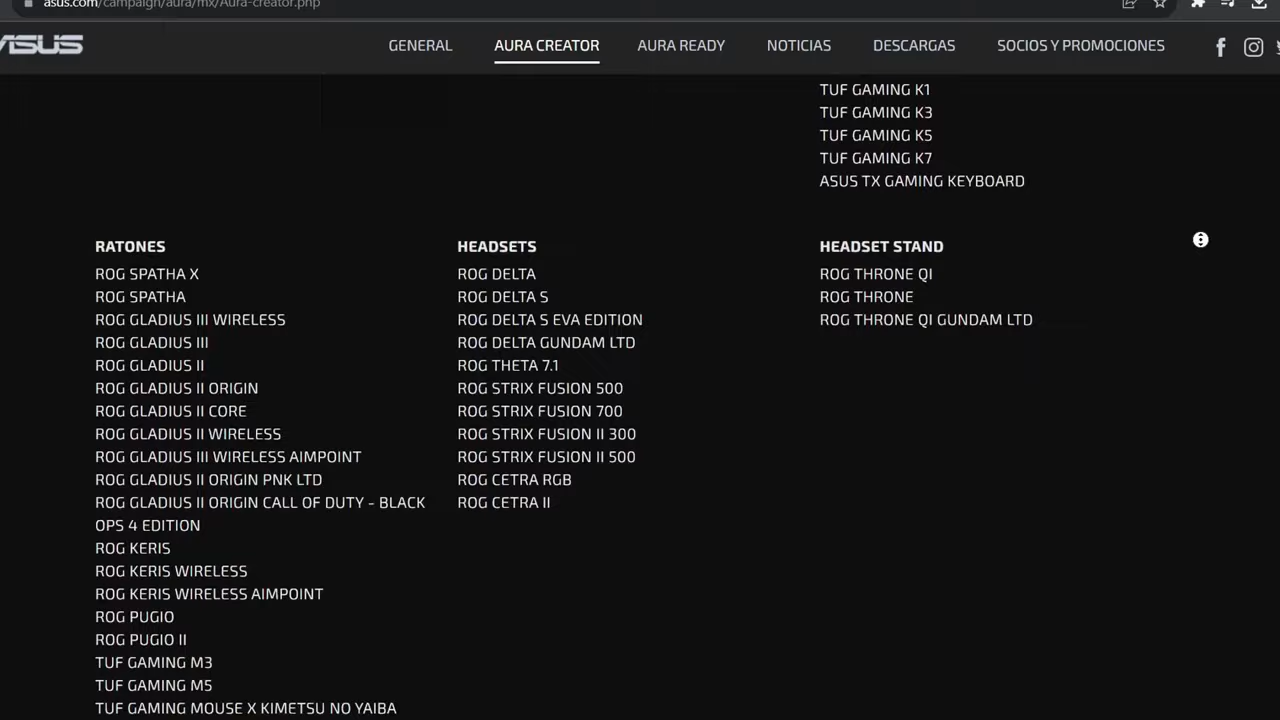 asus.com/campaign/aura/mx/Aura-creator.php
ASUS
GENERAL
AURA CREATOR
AURA READY
NOTICIAS
DESCARGAS
SOCIOS Y PROMOCIONES
TUF GAMING K1
TUF GAMING K3
TUF GAMING K5
TUF GAMING K7
ASUS TX GAMING KEYBOARD
RATONES
ROG SPATHA X
ROG SPATHA
ROG GLADIUS III WIRELESS
ROG GLADIUS III
ROG GLADIUS II
ROG GLADIUS II ORIGIN
ROG GLADIUS II CORE
ROG GLADIUS II WIRELESS
ROG GLADIUS III WIRELESS AIMPOINT
ROG GLADIUS II ORIGIN PNK LTD
ROG GLADIUS II ORIGIN CALL OF DUTY - BLACK
OPS 4 EDITION
ROG KERIS
ROG KERIS WIRELESS
ROG KERIS WIRELESS AIMPOINT
ROG PUGIO
ROG PUGIO II
TUF GAMING M3
TUF GAMING M5
TUF GAMING MOUSE X KIMETSU NO YAIBA
HEADSETS
ROG DELTA
ROG DELTA S
ROG DELTA S EVA EDITION
ROG DELTA GUNDAM LTD
ROG THETA 7.1
ROG STRIX FUSION 500
ROG STRIX FUSION 700
ROG STRIX FUSION II 300
ROG STRIX FUSION II 500
ROG CETRA RGB
ROG CETRA II
HEADSET STAND
ROG THRONE QI
ROG THRONE
ROG THRONE QI GUNDAM LTD